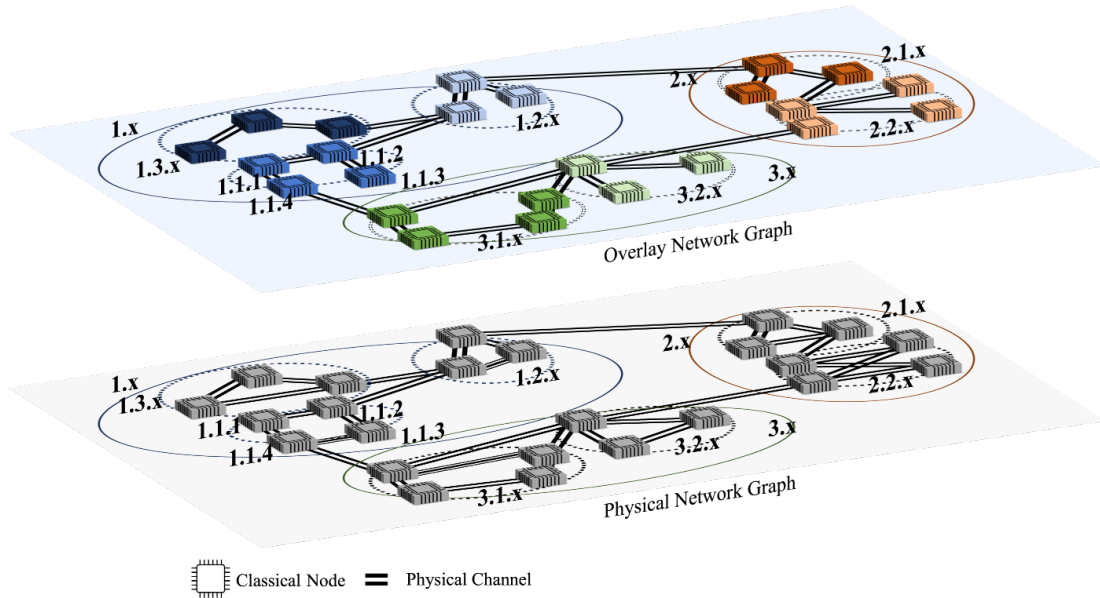 2.1.x
2.x
1.x
1.2.x
2.2.x
1.3.x
1.1.2
1.1.1
1.1.3
1.1.4
3.x
3.2.x
3.1.x
Overlay Network Graph
2.1.x
2.x
1.x
1.2.x
2.2.x
1.3.x
1.1.2
1.1.1
1.1.3
1.1.4
3.x
3.2.x
3.1.x
Physical Network Graph
Classical Node
Physical Channel